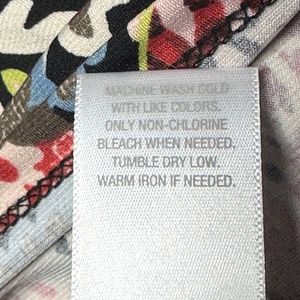 MACHINE WASH COLD
WITH LIKE COLORS.
ONLY NON-CHLORINE
BLEACH WHEN NEEDED.
TUMBLE DRY LOW.
WARM IRON IF NEEDED.